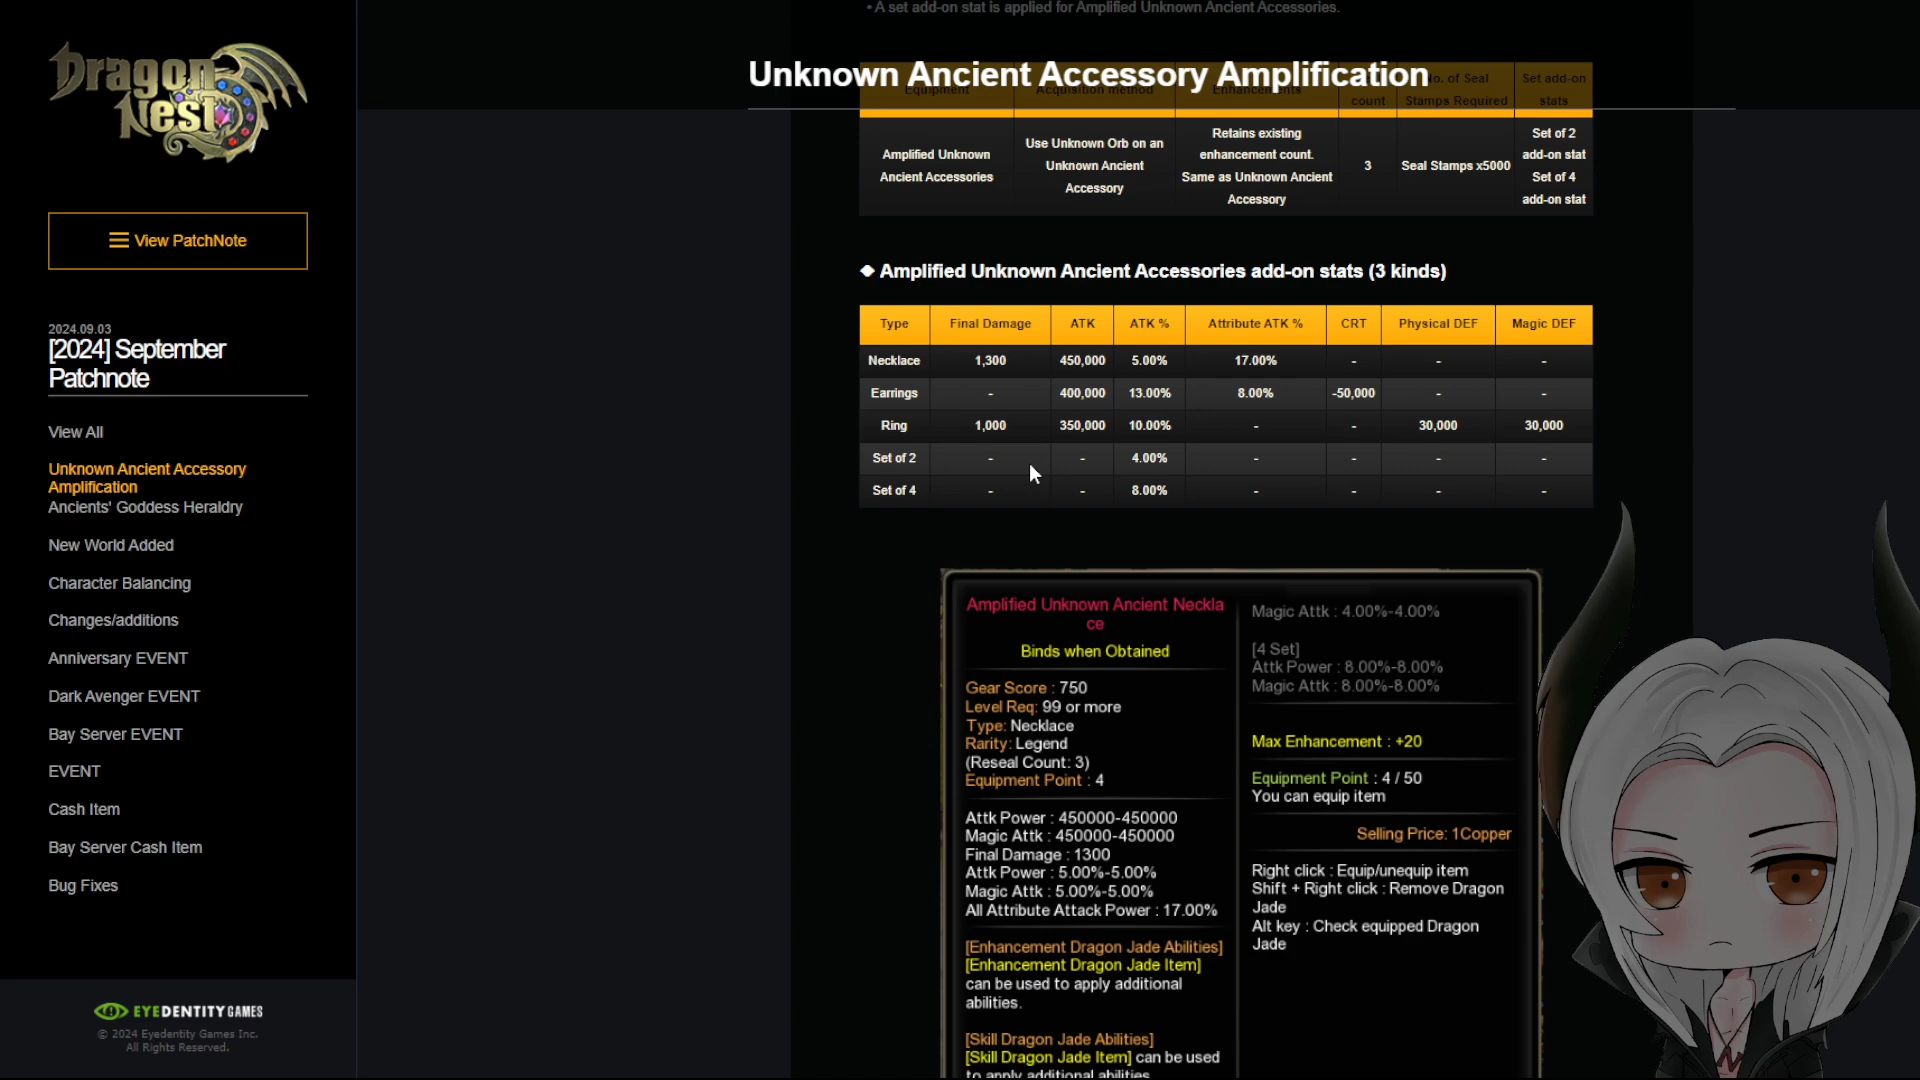 Dragon
Nest
View PatchNote
2024.09.03
[2024] September
Patchnote
View All
Unknown Ancient Accessory
Amplification
Ancients' Goddess Heraldry
New World Added
Character Balancing
Changes/additions
Anniversary EVENT
Dark Avenger EVENT
Bay Server EVENT
EVENT
Cash Item
Bay Server Cash Item
Bug Fixes
EYEDENTITY GAMES
© 2024 Eyedentity Games Inc.
All Rights Reserved.
• A set add-on stat is applied for Amplified Unknown Ancient Accessories.
Unknown Ancient Accessory Amplification
Equipment Acquisition method Enhancements count No. of Seal Stamps Required Set add-on stats
Amplified Unknown
Ancient Accessories
Use Unknown Orb on an
Unknown Ancient
Accessory
Retains existing
enhancement count.
Same as Unknown Ancient
Accessory
3
Seal Stamps x5000
Set of 2
add-on stat
Set of 4
add-on stat
◆ Amplified Unknown Ancient Accessories add-on stats (3 kinds)
Type Final Damage ATK ATK % Attribute ATK % CRT Physical DEF Magic DEF
Necklace 1,300 450,000 5.00% 17.00% - - -
Earrings - 400,000 13.00% 8.00% -50,000 - -
Ring 1,000 350,000 10.00% - - 30,000 30,000
Set of 2 - - 4.00% - - - -
Set of 4 - - 8.00% - - - -
Amplified Unknown Ancient Neckla
ce
Binds when Obtained
Gear Score : 750
Level Req: 99 or more
Type: Necklace
Rarity: Legend
(Reseal Count: 3)
Equipment Point : 4
Attk Power : 450000-450000
Magic Attk : 450000-450000
Final Damage : 1300
Attk Power : 5.00%-5.00%
Magic Attk : 5.00%-5.00%
All Attribute Attack Power : 17.00%
[Enhancement Dragon Jade Abilities]
[Enhancement Dragon Jade Item]
can be used to apply additional
abilities.
[Skill Dragon Jade Abilities]
[Skill Dragon Jade Item] can be used
to apply additional abilities
Magic Attk : 4.00%-4.00%
[4 Set]
Attk Power : 8.00%-8.00%
Magic Attk : 8.00%-8.00%
Max Enhancement : +20
Equipment Point : 4 / 50
You can equip item
Selling Price: 1Copper
Right click : Equip/unequip item
Shift + Right click : Remove Dragon
Jade
Alt key : Check equipped Dragon
Jade